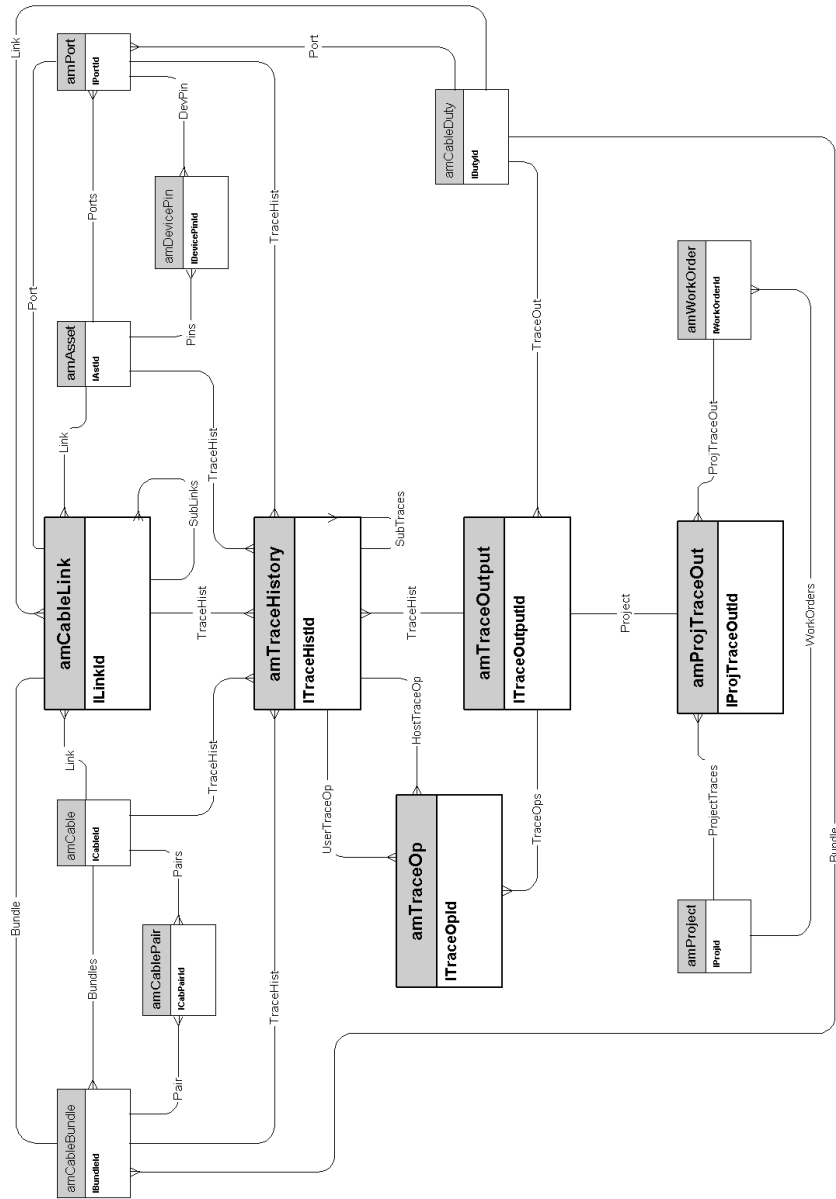 Link
amPort
lPortId
Port
Port
DevPin
Ports
amDevicePin
lDevicePinId
TraceHist
amCableDuty
lDutyId
amAsset
lAstId
Pins
TraceOut
amWorkOrder
lWorkOrderId
Link
TraceHist
ProjTraceOut
SubLinks
SubTraces
amCableLink
lLinkId
TraceHist
amTraceHistory
lTraceHistId
TraceHist
amTraceOutput
lTraceOutputId
Project
amProjTraceOut
lProjTraceOutId
WorkOrders
Link
TraceHist
HostTraceOp
UserTraceOp
TraceOps
ProjectTraces
amCable
lCableId
Pairs
amTraceOp
lTraceOpId
Bundle
Bundle
amCablePair
lCabPairId
Bundles
TraceHist
amProject
lProjId
Pair
amCableBundle
lBundleId